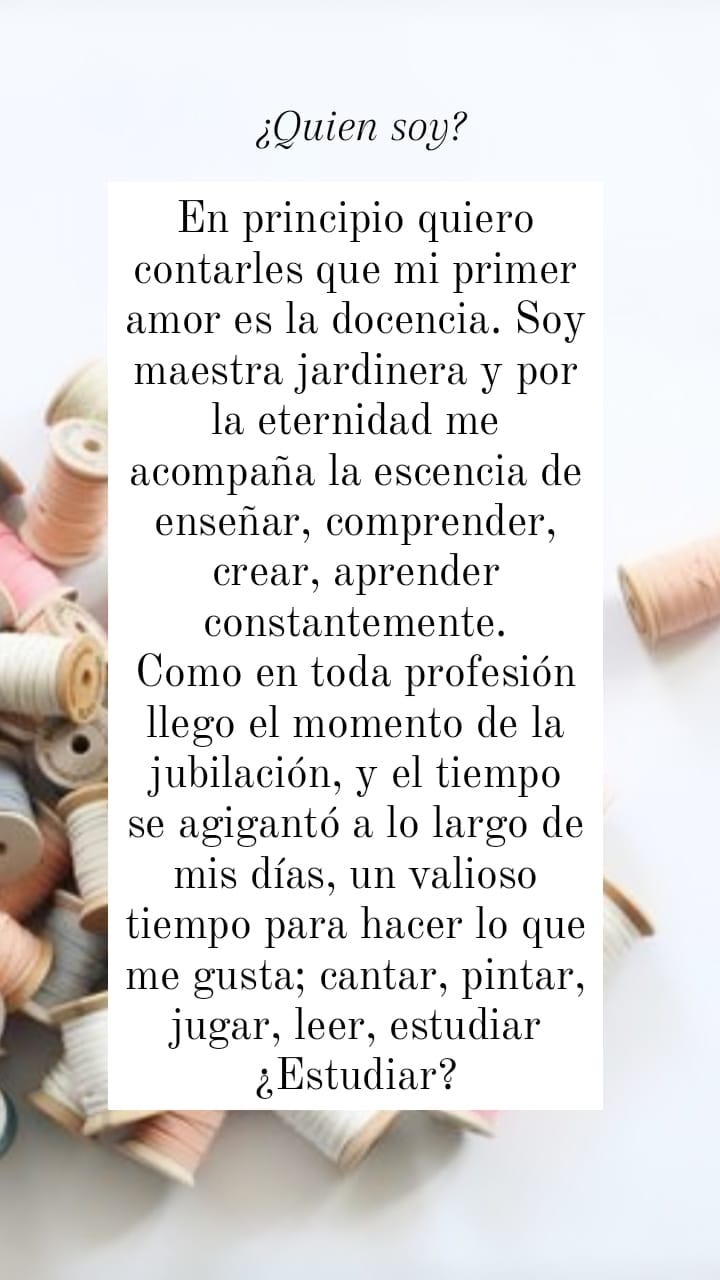 ¿Quien soy?
En principio quiero
contarles que mi primer
amor es la docencia. Soy
maestra jardinera y por
la eternidad me
acompaña la escencia de
enseñar, comprender,
crear, aprender
constantemente.
Como en toda profesión
llego el momento de la
jubilación, y el tiempo
se agigantó a lo largo de
mis días, un valioso
tiempo para hacer lo que
me gusta; cantar, pintar,
jugar, leer, estudiar
¿Estudiar?